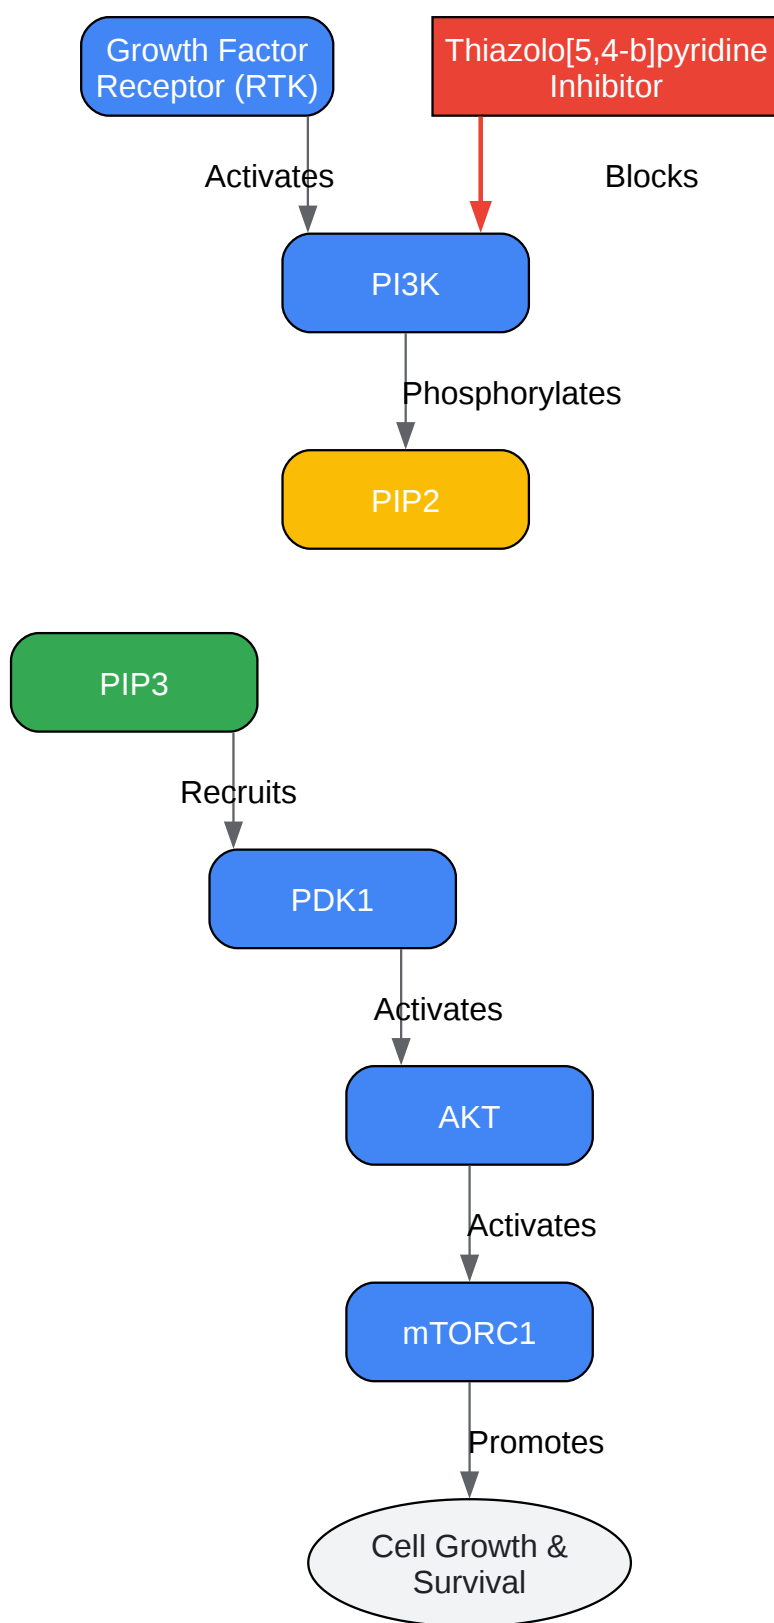 Growth Factor
Receptor (RTK)
Thiazolo[5,4-b]pyridine
Inhibitor
Activates
Blocks
PI3K
Phosphorylates
PIP2
PIP3
Recruits
PDK1
Activates
AKT
Activates
mTORC1
Promotes
Cell Growth &
Survival